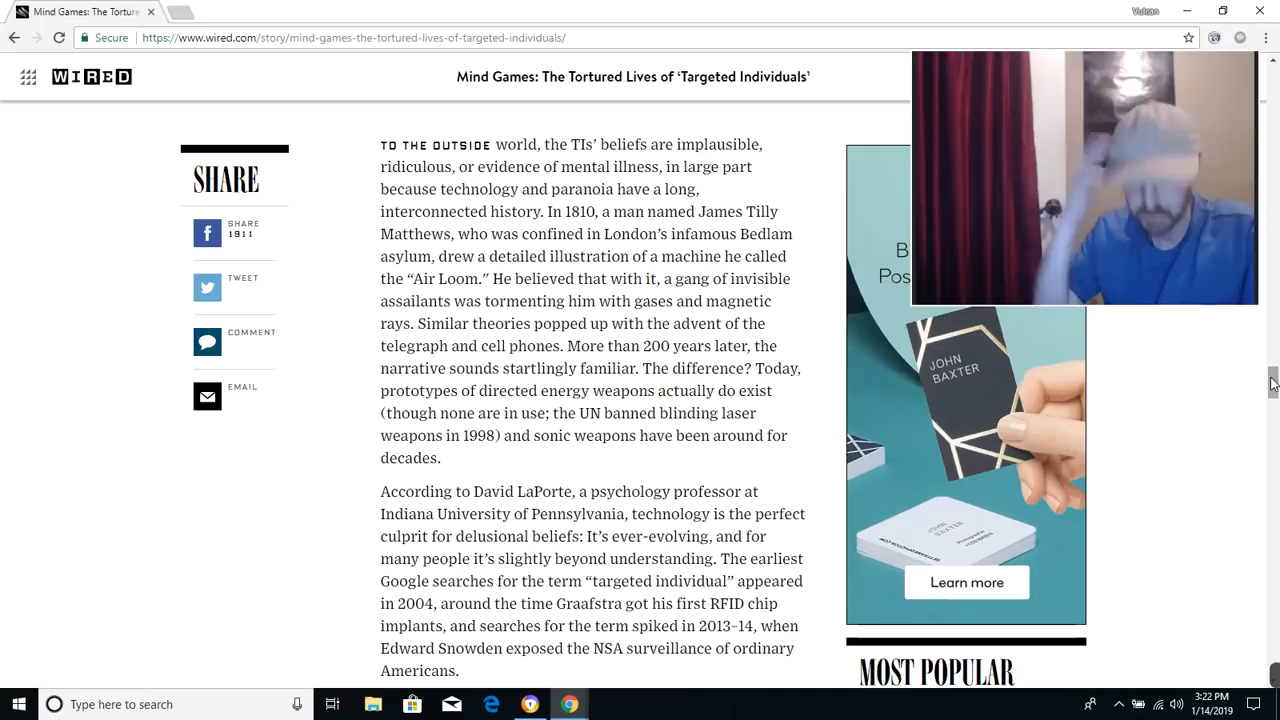 Mind Games: The Torture
Vulcan
Secure
https://www.wired.com/story/mind-games-the-tortured-lives-of-targeted-individuals/
WIRED
Mind Games: The Tortured Lives of ‘Targeted Individuals’
SHARE
SHARE
1911
TWEET
COMMENT
EMAIL
TO THE OUTSIDE world, the TIs’ beliefs are implausible,
ridiculous, or evidence of mental illness, in large part
because technology and paranoia have a long,
interconnected history. In 1810, a man named James Tilly
Matthews, who was confined in London’s infamous Bedlam
asylum, drew a detailed illustration of a machine he called
the “Air Loom.” He believed that with it, a gang of invisible
assailants was tormenting him with gases and magnetic
rays. Similar theories popped up with the advent of the
telegraph and cell phones. More than 200 years later, the
narrative sounds startlingly familiar. The difference? Today,
prototypes of directed energy weapons actually do exist
(though none are in use; the UN banned blinding laser
weapons in 1998) and sonic weapons have been around for
decades.
According to David LaPorte, a psychology professor at
Indiana University of Pennsylvania, technology is the perfect
culprit for delusional beliefs: It’s ever-evolving, and for
many people it’s slightly beyond understanding. The earliest
Google searches for the term “targeted individual” appeared
in 2004, around the time Graafstra got his first RFID chip
implants, and searches for the term spiked in 2013–14, when
Edward Snowden exposed the NSA surveillance of ordinary
Americans.
B
Pos
JOHN
BAXTER
JOHN
BAXTER
Learn more
MOST POPULAR
Type here to search
3:22 PM
1/14/2019